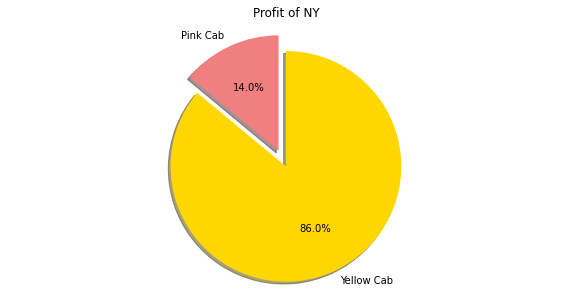 Profit of NY
Pink Cab
14.0%
86.0%
Yellow Cab